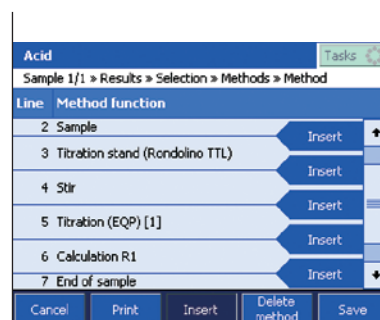 Acid Tasks
Sample 1/1 » Results » Selection » Methods » Method
Line Method function
2 Sample
Insert
3 Titration stand (Rondolino TTL)
Insert
4 Stir
Insert
5 Titration (EQP) [1]
Insert
6 Calculation R1
Insert
7 End of sample
Cancel Print Insert Delete method Save